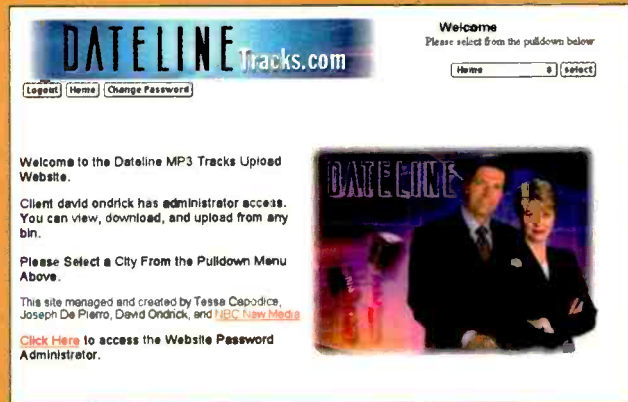 DATELINE Tracks.com
Welcome
Please select from the pulldown below
Home select
Logout Home Change Password
Welcome to the Dateline MP3 Tracks Upload
Website.
Client david ondrick has administrator access.
You can view, download, and upload from any
bin.
Please Select a City From the Pulldown Menu
Above.
This site managed and created by Tessa Capodice,
Joseph De Pierro, David Ondrick, and NBC New Media
Click Here to access the Website Password
Administrator.
DATELINE